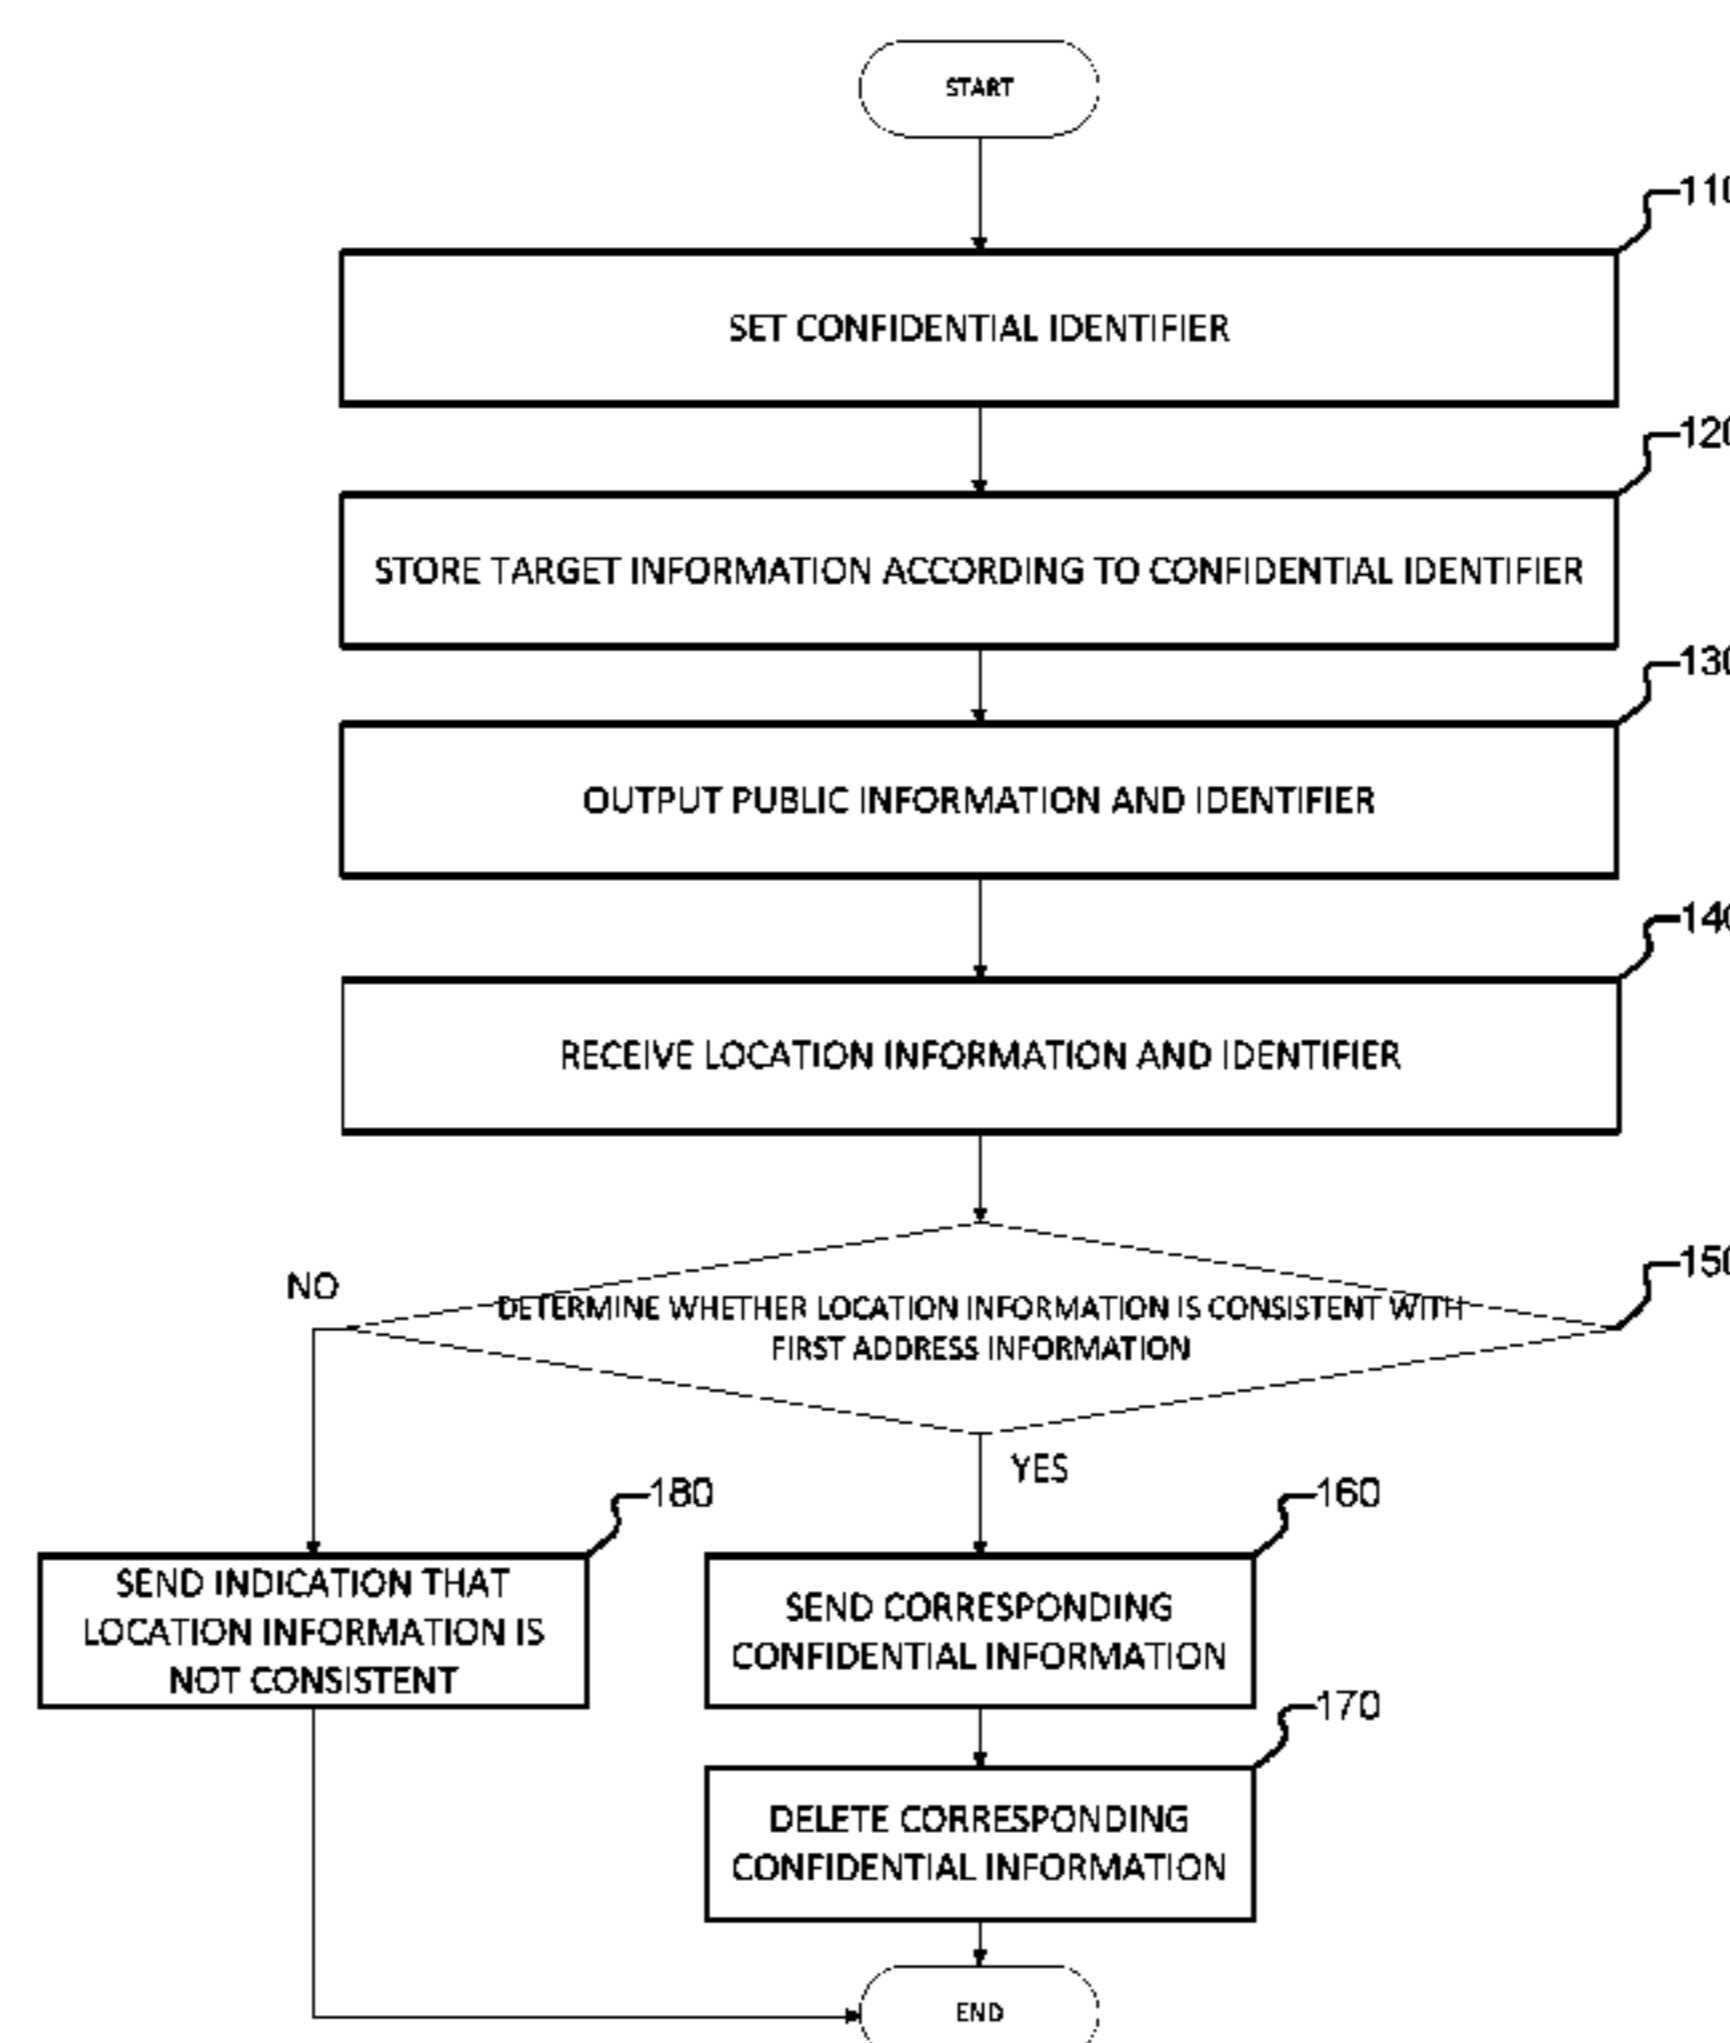 START
110
SET CONFIDENTIAL IDENTIFIER
120
STORE TARGET INFORMATION ACCORDING TO CONFIDENTIAL IDENTIFIER
130
OUTPUT PUBLIC INFORMATION AND IDENTIFIER
140
RECEIVE LOCATION INFORMATION AND IDENTIFIER
150
NO
DETERMINE WHETHER LOCATION INFORMATION IS CONSISTENT WITH
FIRST ADDRESS INFORMATION
YES
180
160
SEND INDICATION THAT
LOCATION INFORMATION IS
NOT CONSISTENT
SEND CORRESPONDING
CONFIDENTIAL INFORMATION
170
DELETE CORRESPONDING
CONFIDENTIAL INFORMATION
END